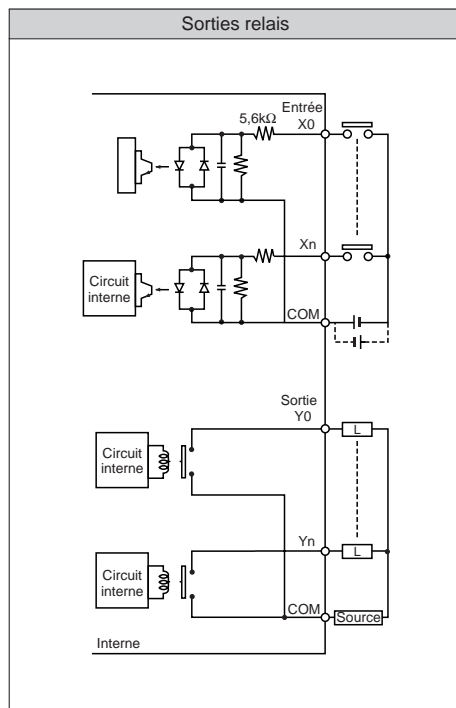 Sorties relais
Entrée
5,6kΩ
X0
Xn
Circuit
interne
COM
Sortie
Y0
L
Circuit
interne
Yn
L
Circuit
interne
COM
Source
Interne